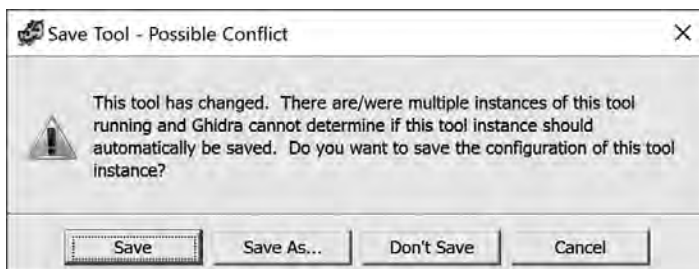 Save Tool - Possible Conflict
This tool has changed. There are/were multiple instances of this tool
running and Ghidra cannot determine if this tool instance should
automatically be saved. Do you want to save the configuration of this tool
instance?
Save Save As... Don't Save Cancel